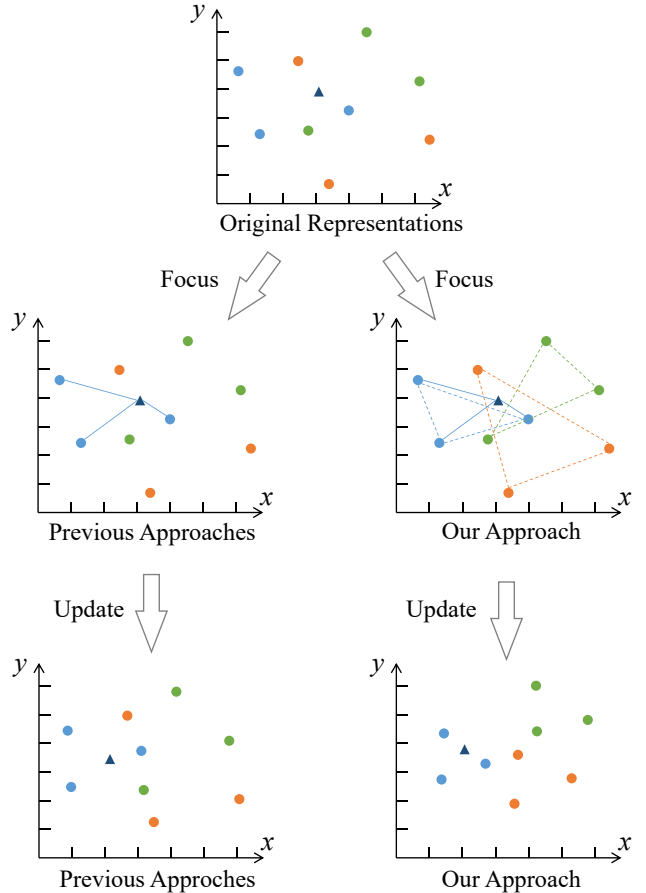 y
x
Original Representations
Focus
Focus
y
x
Previous Approaches
y
x
Our Approach
Update
Update
y
x
Previous Approches
y
x
Our Approach